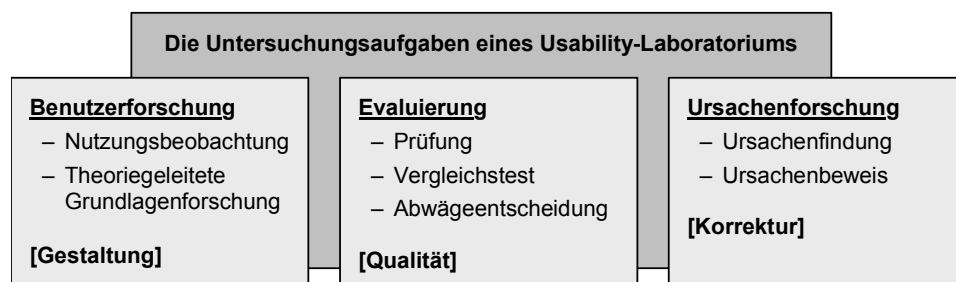 Die Untersuchungsaufgaben eines Usability-Laboratoriums
Benutzerforschung
– Nutzungsbeobachtung
– Theoriegeleitete
Grundlagenforschung
[Gestaltung]
Evaluierung
– Prüfung
– Vergleichstest
– Abwägeentscheidung
[Qualität]
Ursachenforschung
– Ursachenfindung
– Ursachenbeweis
[Korrektur]